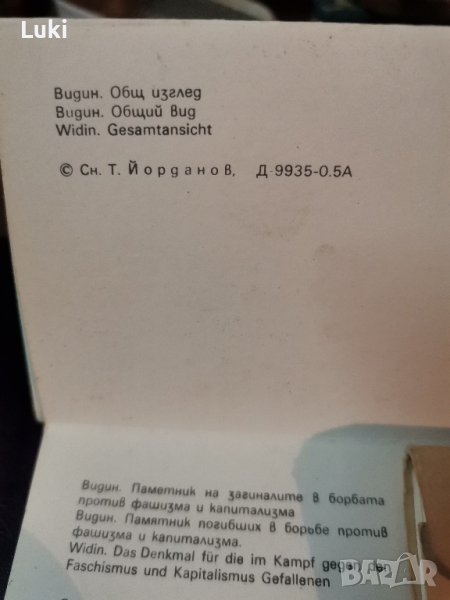 Luki
Видин. Общ изглед
Видин. Общий вид
Widin. Gesamtansicht
© Сн. Т. Йорданов, Д-9935-0.5А
Видин. Паметник на загиналите в борбата
против фашизма и капитализма
Видин. Памятник погибших в борьбе против
фашизма и капитализма.
Widin. Das Denkmal für die im Kampf gegen den
Faschismus und Kapitalismus Gefallenen
BAZAR